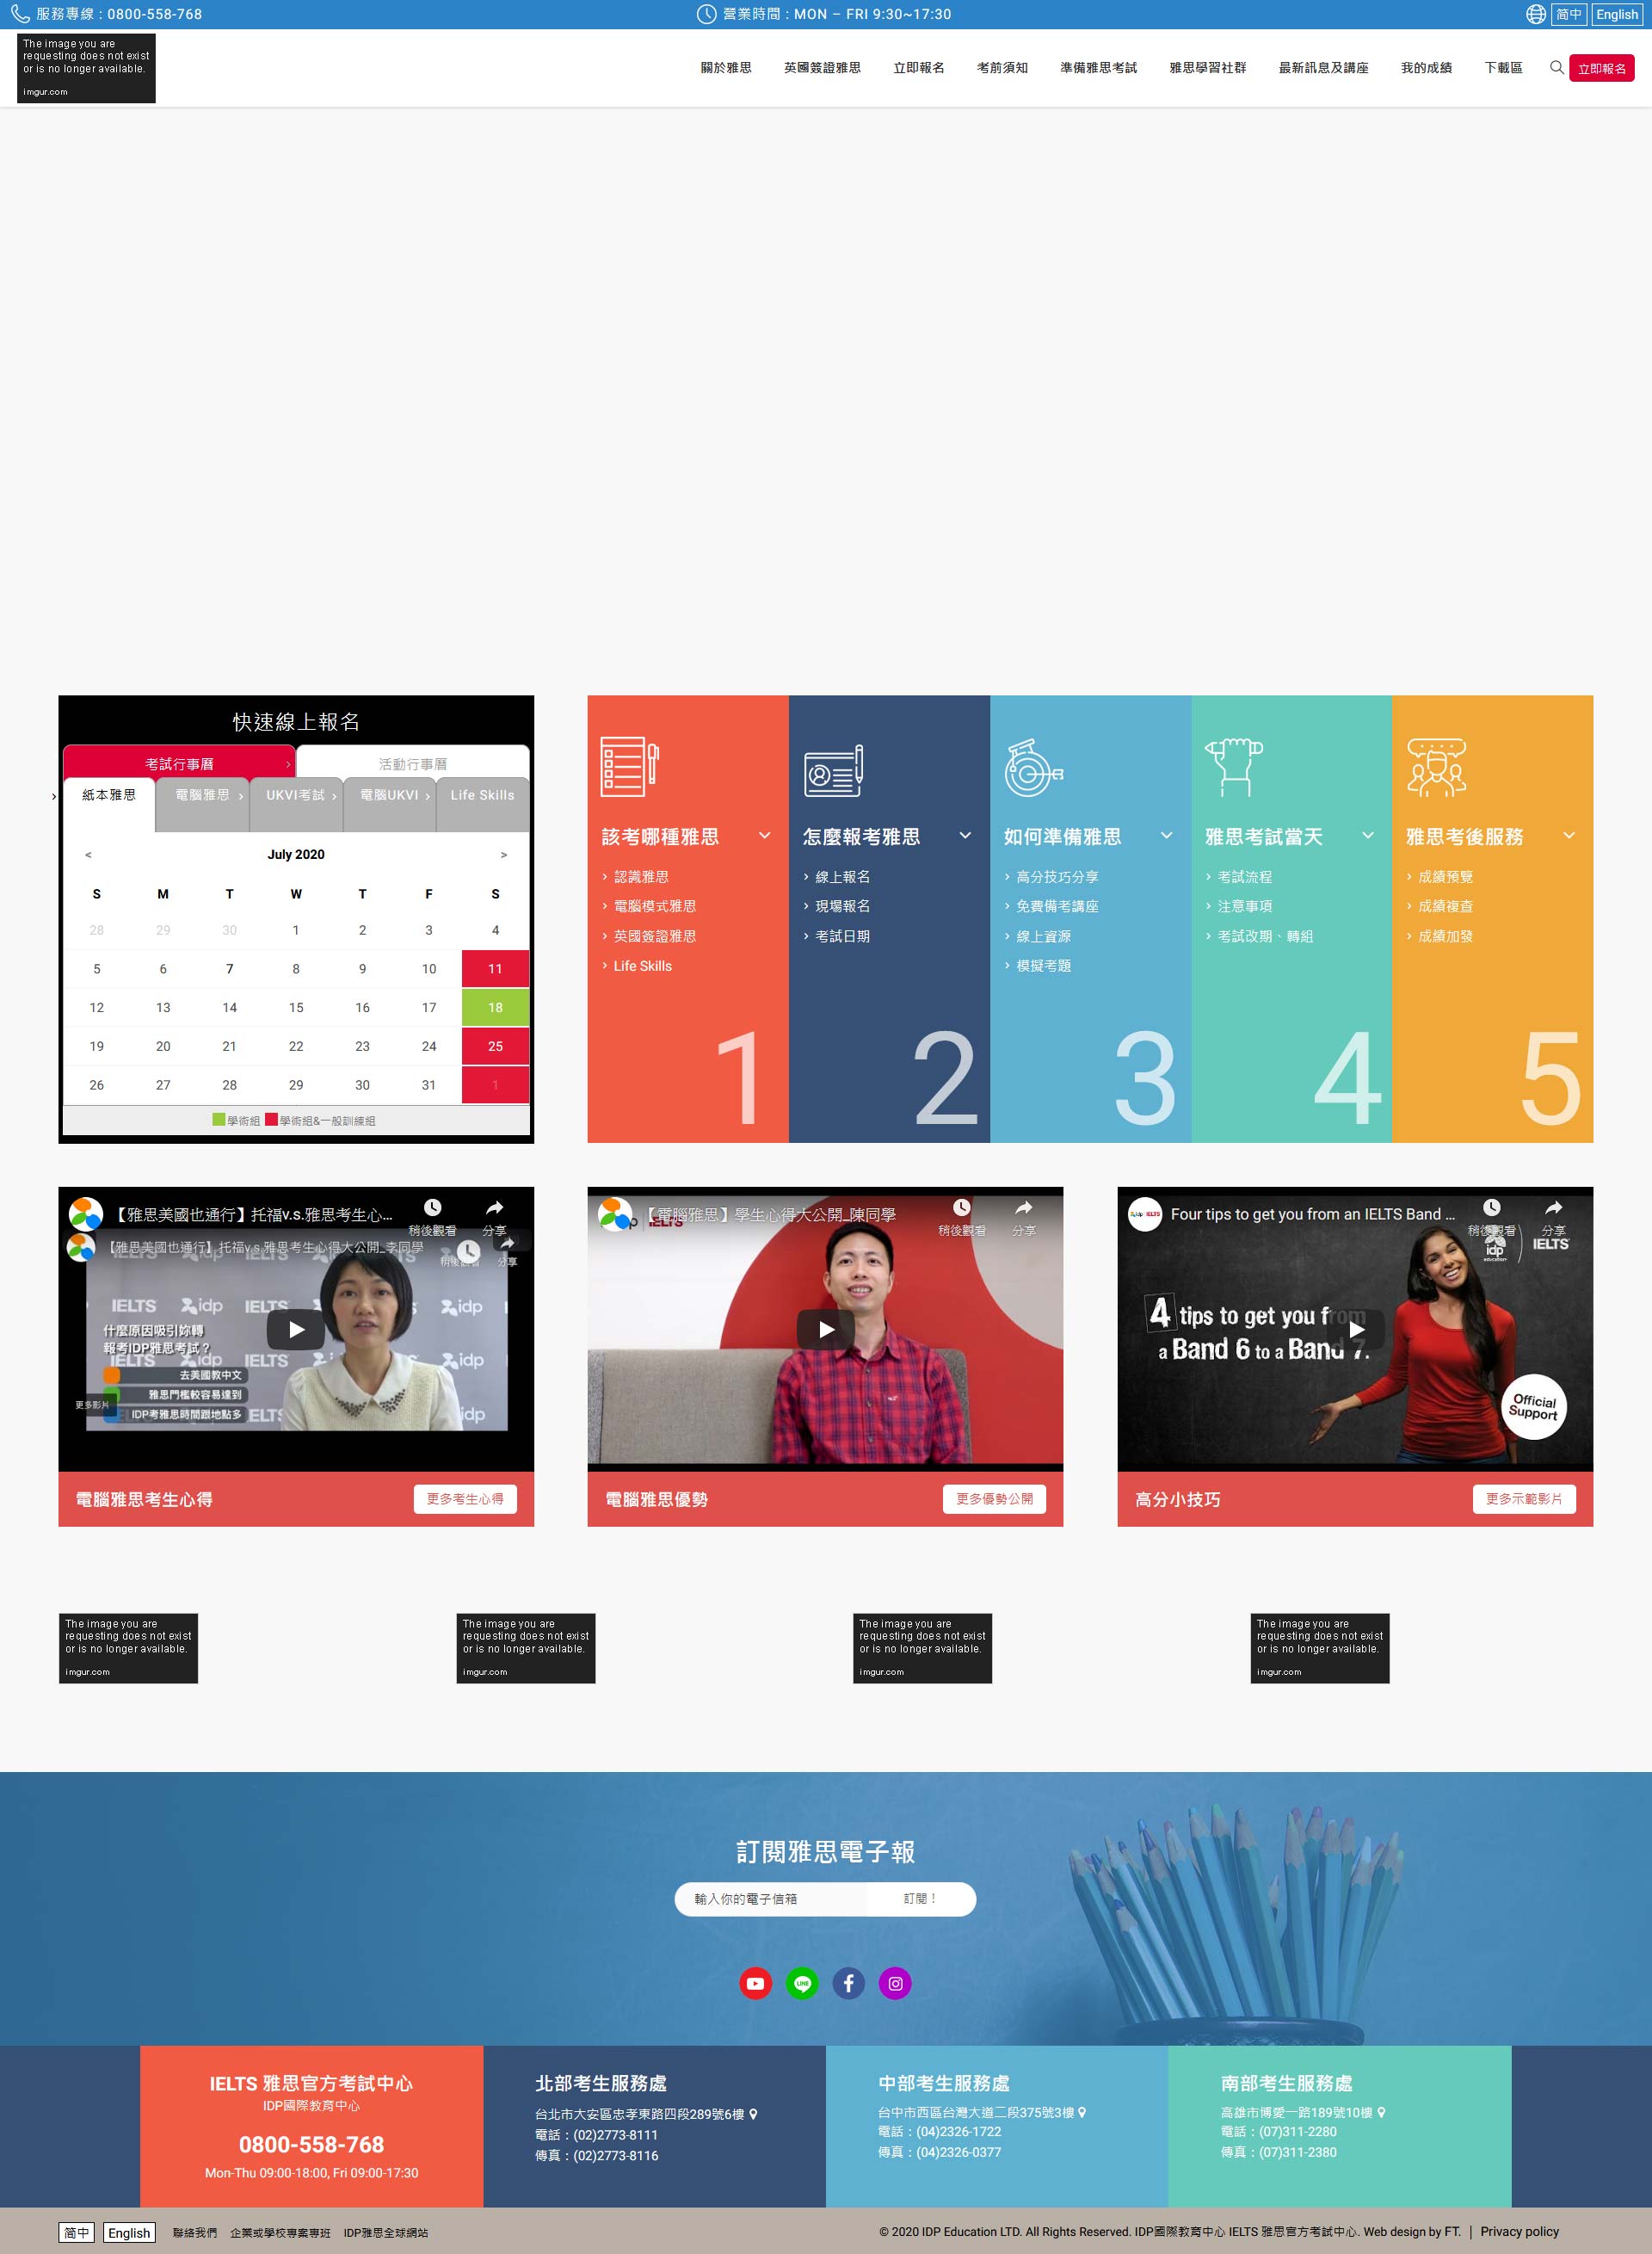 服務專線 : 0800-558-768
營業時間 : MON – FRI 9:30~17:30
简中 English
The image you are
requesting does not exist
or is no longer available.
imgur.com
關於雅思 英國簽證雅思 立即報名 考前須知 準備雅思考試 雅思學習社群 最新訊息及講座 我的成績 下載區 立即報名
快速線上報名
考試行事曆 › 活動行事曆
› 紙本雅思 電腦雅思 › UKVI考試 › 電腦UKVI › Life Skills
< July 2020 >
S M T W T F S
28 29 30 1 2 3 4
5 6 7 8 9 10 11
12 13 14 15 16 17 18
19 20 21 22 23 24 25
26 27 28 29 30 31 1
學術組 學術組&一般訓練組
該考哪種雅思
› 認識雅思
› 電腦模式雅思
› 英國簽證雅思
› Life Skills
1
怎麼報考雅思
› 線上報名
› 現場報名
› 考試日期
2
如何準備雅思
› 高分技巧分享
› 免費備考講座
› 線上資源
› 模擬考題
3
雅思考試當天
› 考試流程
› 注意事項
› 考試改期、轉組
4
雅思考後服務
› 成績預覽
› 成績複查
› 成績加發
5
【雅思美國也通行】托福v.s.雅思考生心...
稍後觀看 分享
【雅思美國也通行】托福v.s.雅思考生心得大公開_李同學
稍後觀看 分享
IELTS idp IELTS idp
什麼原因吸引妳轉
報考IDP雅思考試？
IELTS idp IELTS idp
去美國教中文
雅思門檻較容易達到
更多影片
IDP考雅思時間跟地點多
電腦雅思考生心得 更多考生心得
【電腦雅思】學生心得大公開_陳同學
稍後觀看 分享
IELTS
電腦雅思優勢 更多優勢公開
Four tips to get you from an IELTS Band ...
稍後觀看 分享
idp IELTS
4 tips to get you from
a Band 6 to a Band 7.
Official
Support
高分小技巧 更多示範影片
The image you are
requesting does not exist
or is no longer available.
imgur.com
The image you are
requesting does not exist
or is no longer available.
imgur.com
The image you are
requesting does not exist
or is no longer available.
imgur.com
The image you are
requesting does not exist
or is no longer available.
imgur.com
訂閱雅思電子報
輸入你的電子信箱 訂閱！
LINE
IELTS 雅思官方考試中心
IDP國際教育中心
0800-558-768
Mon-Thu 09:00-18:00, Fri 09:00-17:30
北部考生服務處
台北市大安區忠孝東路四段289號6樓
電話：(02)2773-8111
傳真：(02)2773-8116
中部考生服務處
台中市西區台灣大道二段375號3樓
電話：(04)2326-1722
傳真：(04)2326-0377
南部考生服務處
高雄市博愛一路189號10樓
電話：(07)311-2280
傳真：(07)311-2380
简中 English 聯絡我們 企業或學校專案專班 IDP雅思全球網站
© 2020 IDP Education LTD. All Rights Reserved. IDP國際教育中心 IELTS 雅思官方考試中心. Web design by FT. | Privacy policy